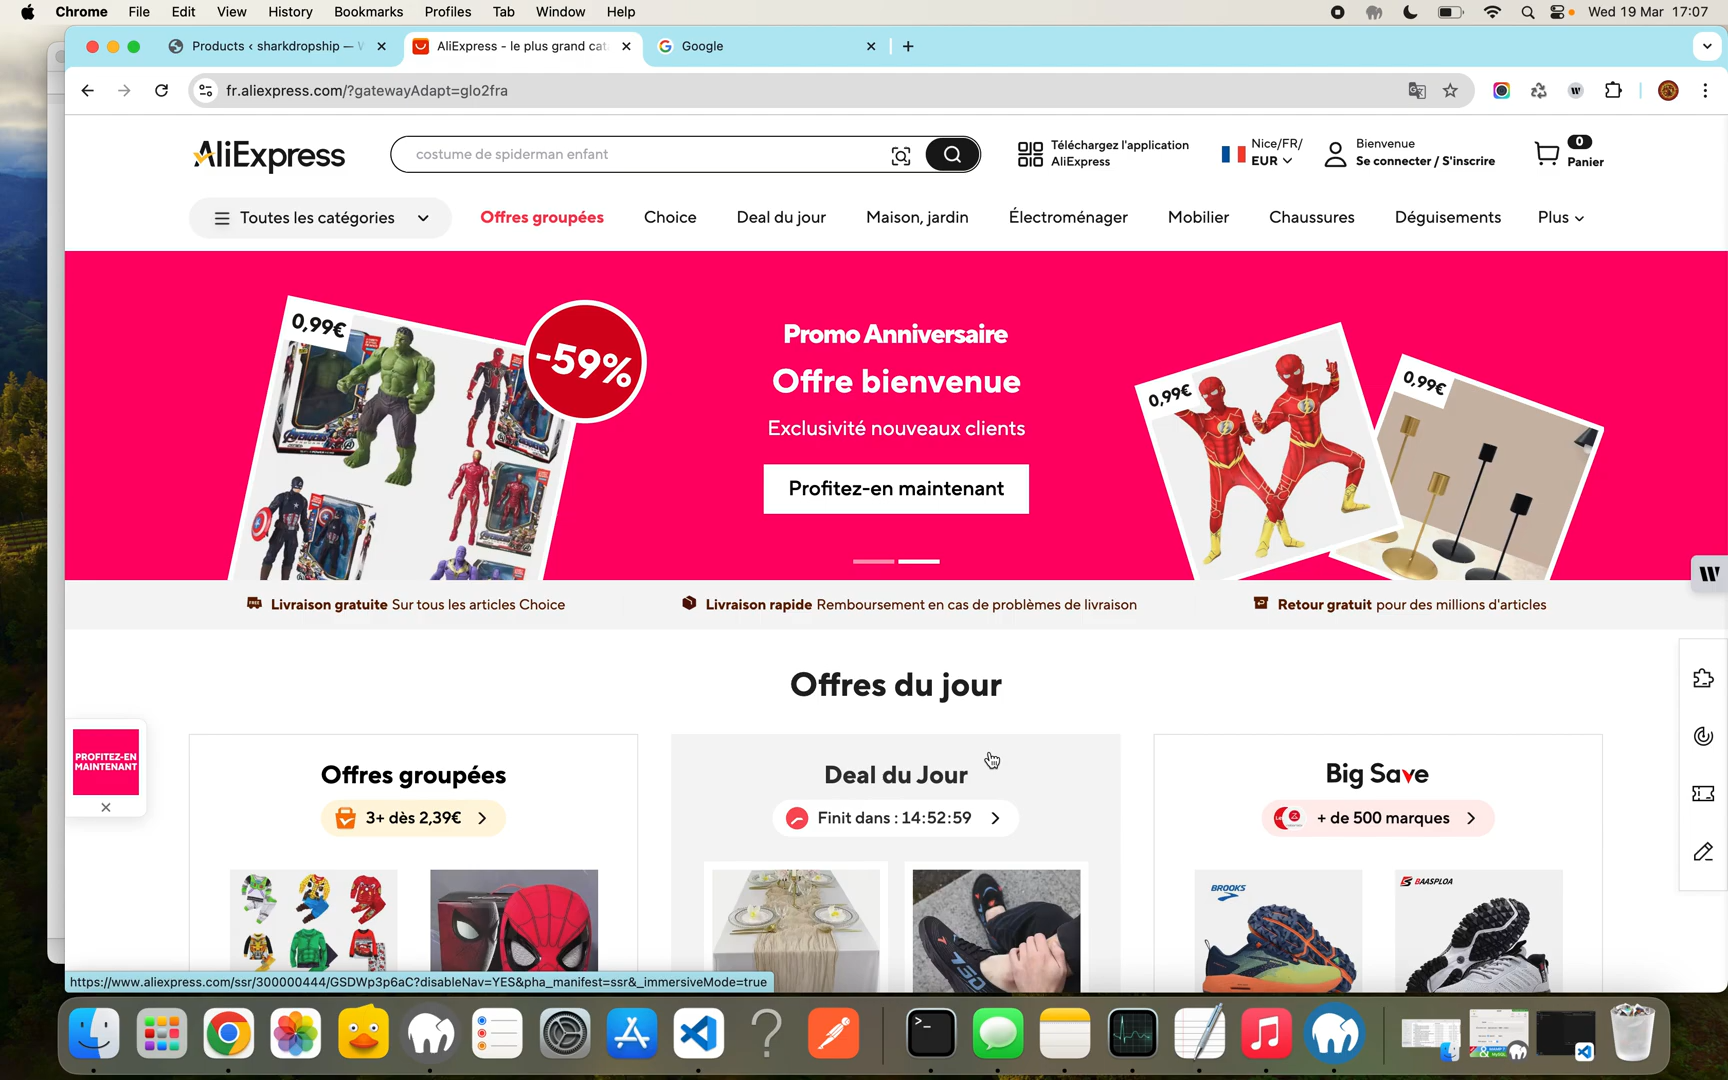 Chrome File Edit View History Bookmarks Profiles Tab Window Help Wed 19 Mar 17:07
Products ‹ sharkdropship — AliExpress - le plus grand cat Google
fr.aliexpress.com/?gatewayAdapt=glo2fra
AliExpress
costume de spiderman enfant
Téléchargez l'application
AliExpress
Nice/FR/
EUR
Bienvenue
Se connecter / S'inscrire
0
Panier
Toutes les catégories Offres groupées Choice Deal du jour Maison, jardin Électroménager Mobilier Chaussures Déguisements Plus
0,99€
-59%
Promo Anniversaire
Offre bienvenue
Exclusivité nouveaux clients
Profitez-en maintenant
0,99€
0,99€
Livraison gratuite Sur tous les articles Choice
Livraison rapide Remboursement en cas de problèmes de livraison
Retour gratuit pour des millions d'articles
Offres du jour
PROFITEZ-EN
MAINTENANT
Offres groupées
3+ dès 2,39€
Deal du Jour
Finit dans : 14:52:59
Big Save
+ de 500 marques
BROOKS
BAASPLOA
https://www.aliexpress.com/ssr/300000444/GSDWp3p6aC?disableNav=YES&pha_manifest=ssr&_immersiveMode=true